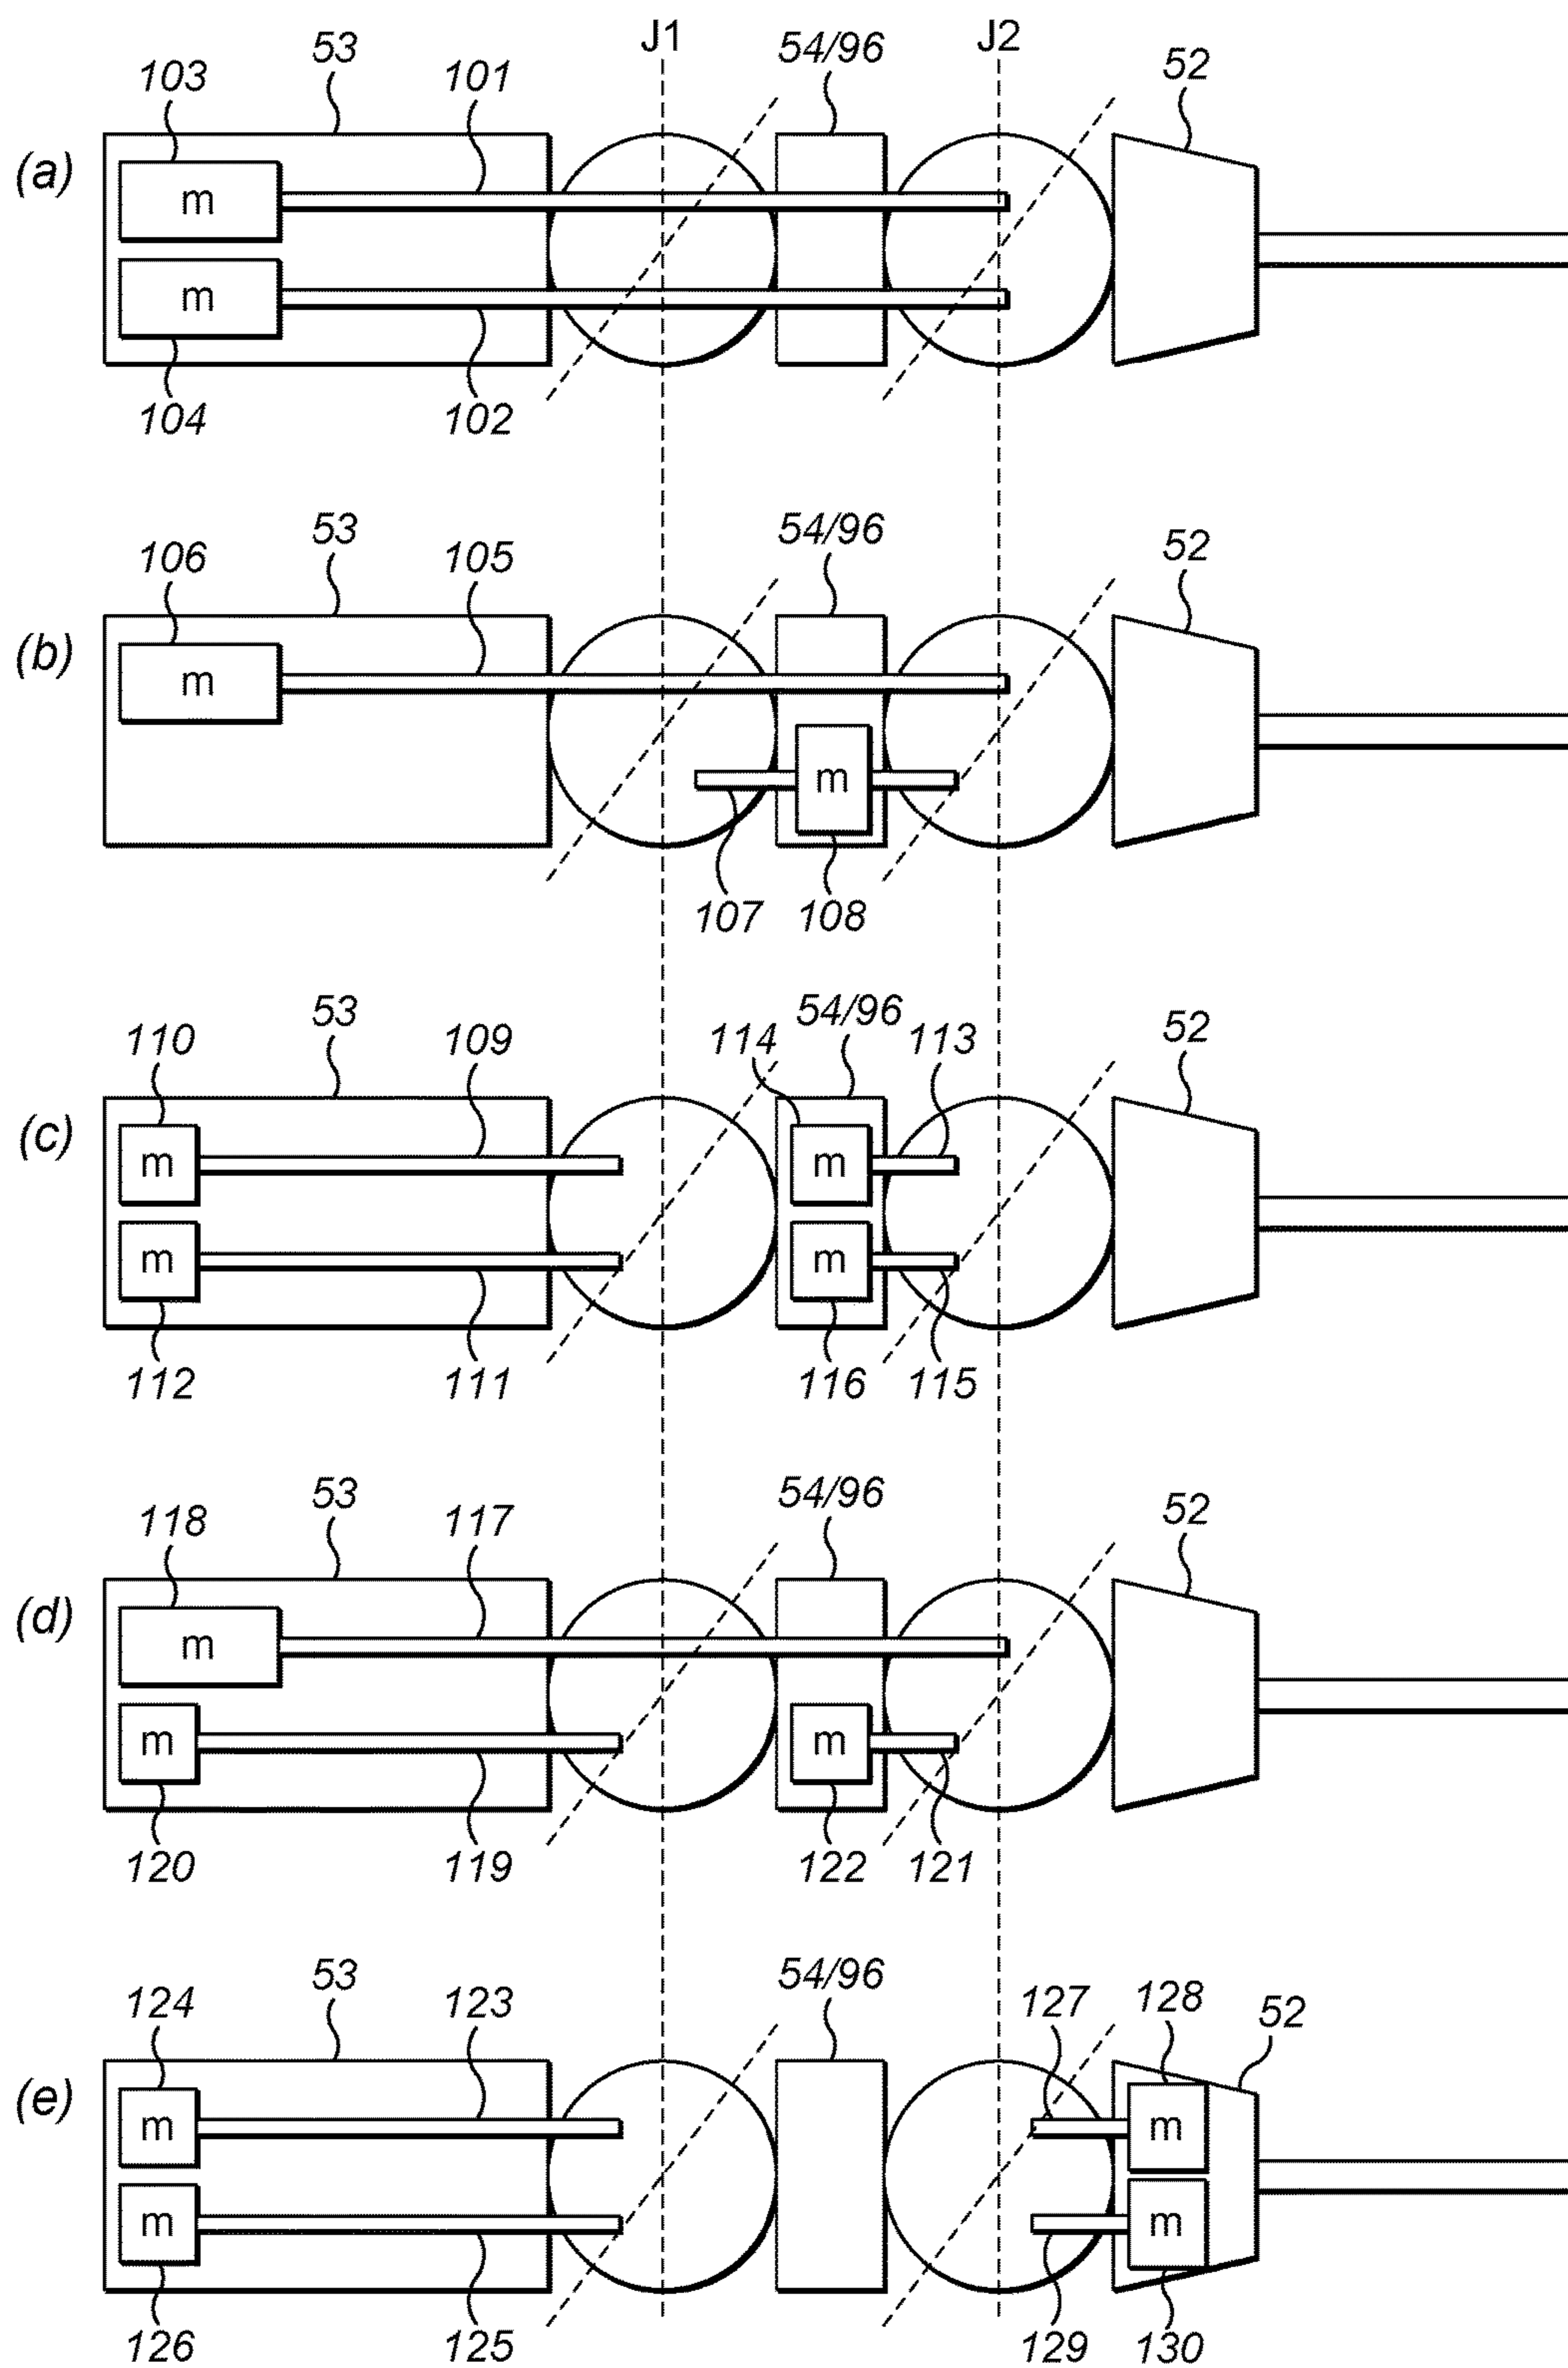 J1 J2
53 54/96 52
103 101
(a) m
m
104 102
53 54/96 52
106 105
(b) m
m
107 108
53 54/96 52
110 109 114 113
(c) m m
m m
112 111 116 115
53 54/96 52
118 117
(d) m
m m
120 119 122 121
53 54/96 52
124 123 127 128
(e) m m
m m
126 125 129 130